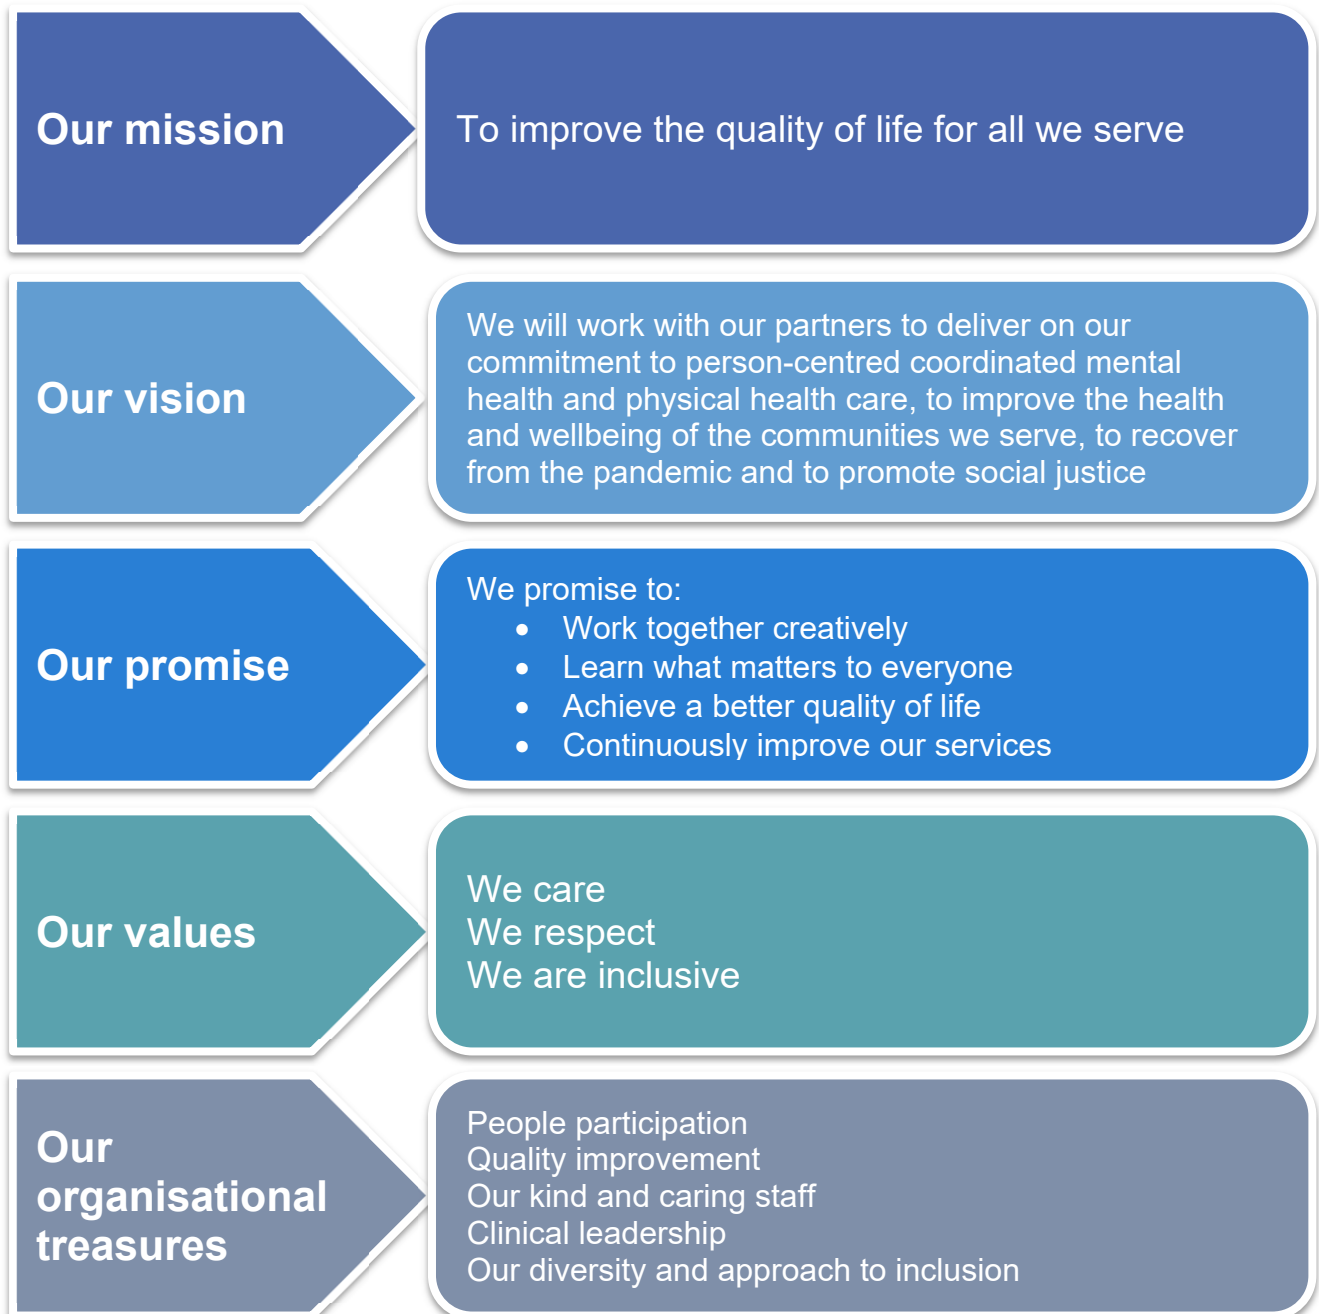 Our mission
To improve the quality of life for all we serve
Our vision
We will work with our partners to deliver on our
commitment to person-centred coordinated mental
health and physical health care, to improve the health
and wellbeing of the communities we serve, to recover
from the pandemic and to promote social justice
Our promise
We promise to:
• Work together creatively
• Learn what matters to everyone
• Achieve a better quality of life
• Continuously improve our services
Our values
We care
We respect
We are inclusive
Our
organisational
treasures
People participation
Quality improvement
Our kind and caring staff
Clinical leadership
Our diversity and approach to inclusion